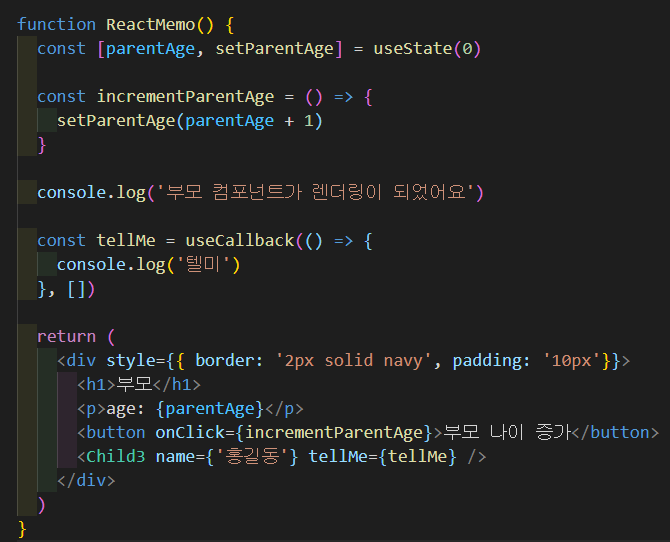 function ReactMemo() {
const [parentAge, setParentAge] = useState(0)
const incrementParentAge = () => {
setParentAge(parentAge + 1)
}
console.log('부모 컴포넌트가 렌더링이 되었어요')
const tellMe = useCallback(() => {
console.log('텔미')
}, [])
return (
<div style={{ border: '2px solid navy', padding: '10px'}}>
<h1>부모</h1>
<p>age: {parentAge}</p>
<button onClick={incrementParentAge}>부모 나이 증가</button>
<Child3 name={'홍길동'} tellMe={tellMe} />
</div>
)
}